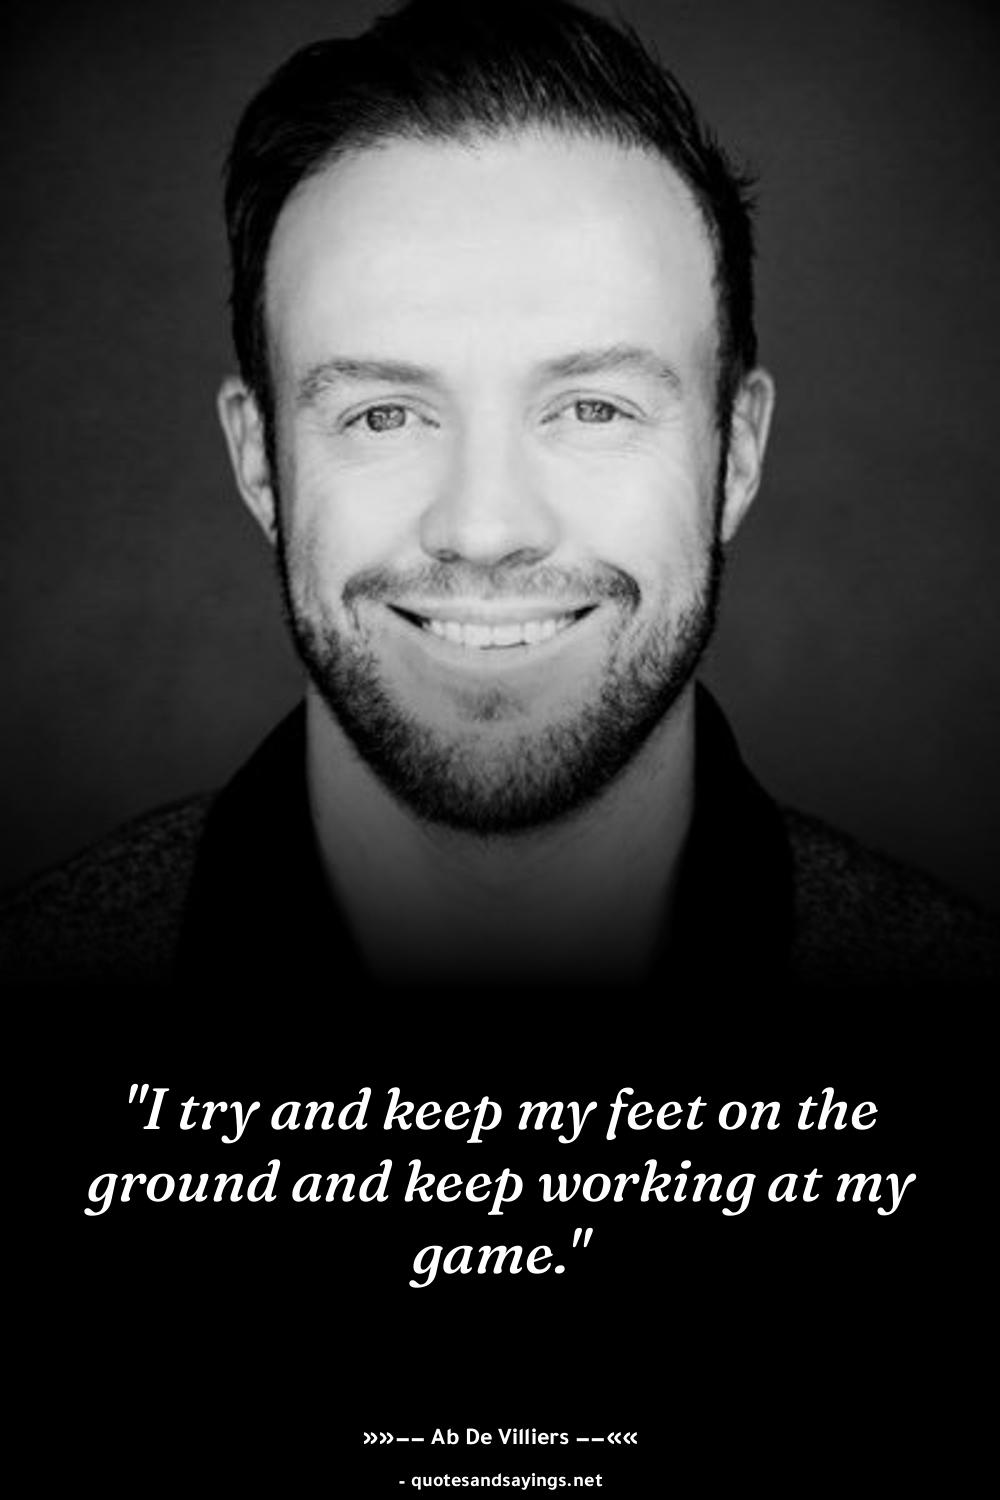 "I try and keep my feet on the
ground and keep working at my
game."
»»–– Ab De Villiers ––««
- quotesandsayings.net